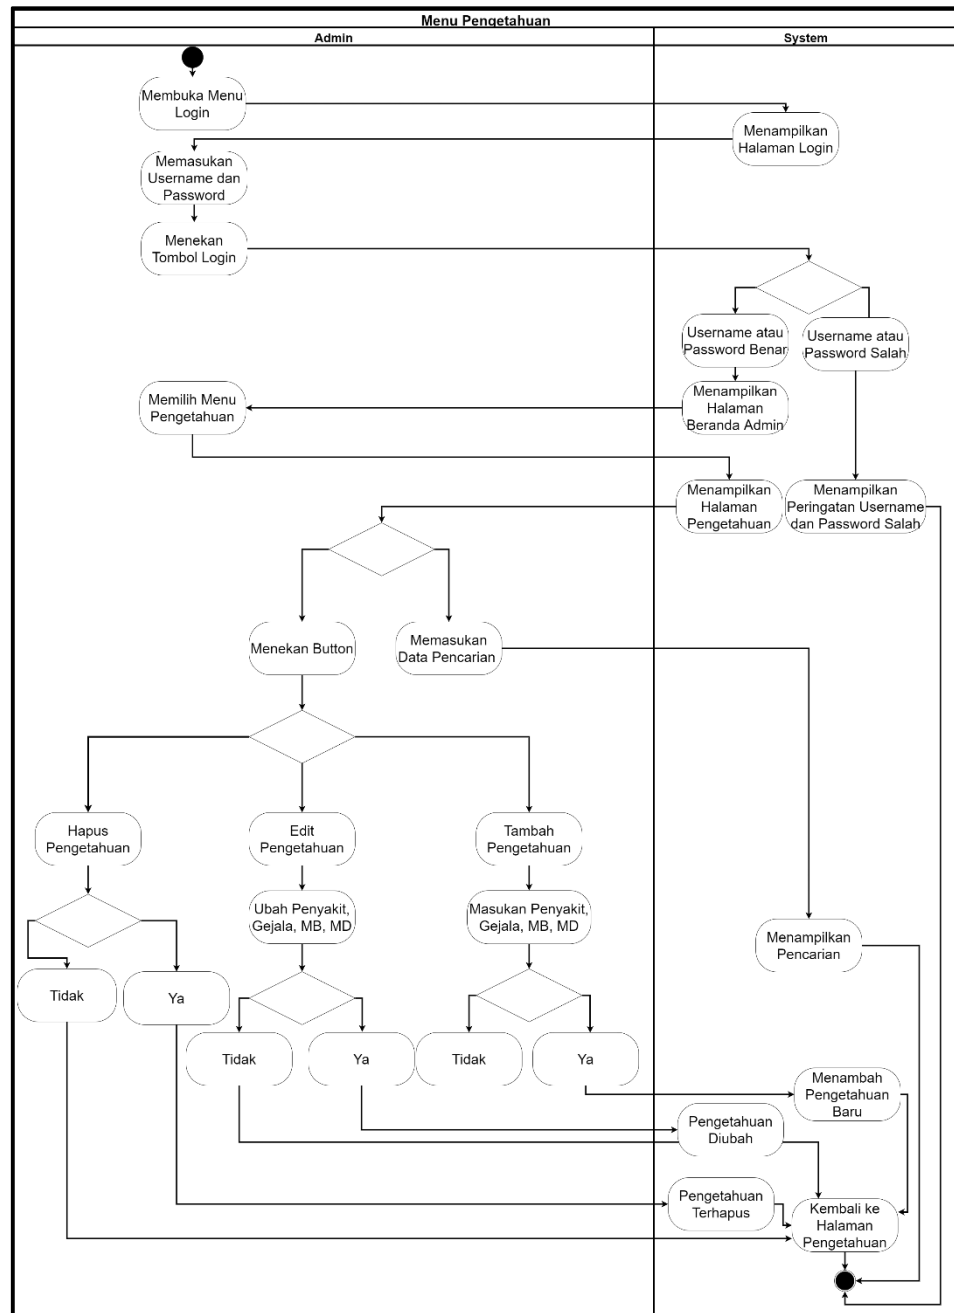 Menu Pengetahuan
Admin
System
Membuka Menu
Login
Menampilkan
Halaman Login
Memasukan
Username dan
Password
Menekan
Tombol Login
Username atau
Password Benar
Username atau
Password Salah
Menampilkan
Halaman
Beranda Admin
Memilih Menu
Pengetahuan
Menampilkan
Halaman
Pengetahuan
Menampilkan
Peringatan Username
dan Password Salah
Menekan Button
Memasukan
Data Pencarian
Hapus
Pengetahuan
Edit
Pengetahuan
Tambah
Pengetahuan
Ubah Penyakit,
Gejala, MB, MD
Masukan Penyakit,
Gejala, MB, MD
Menampilkan
Pencarian
Tidak
Ya
Tidak
Ya
Tidak
Ya
Menambah
Pengetahuan
Baru
Pengetahuan
Diubah
Pengetahuan
Terhapus
Kembali ke
Halaman
Pengetahuan